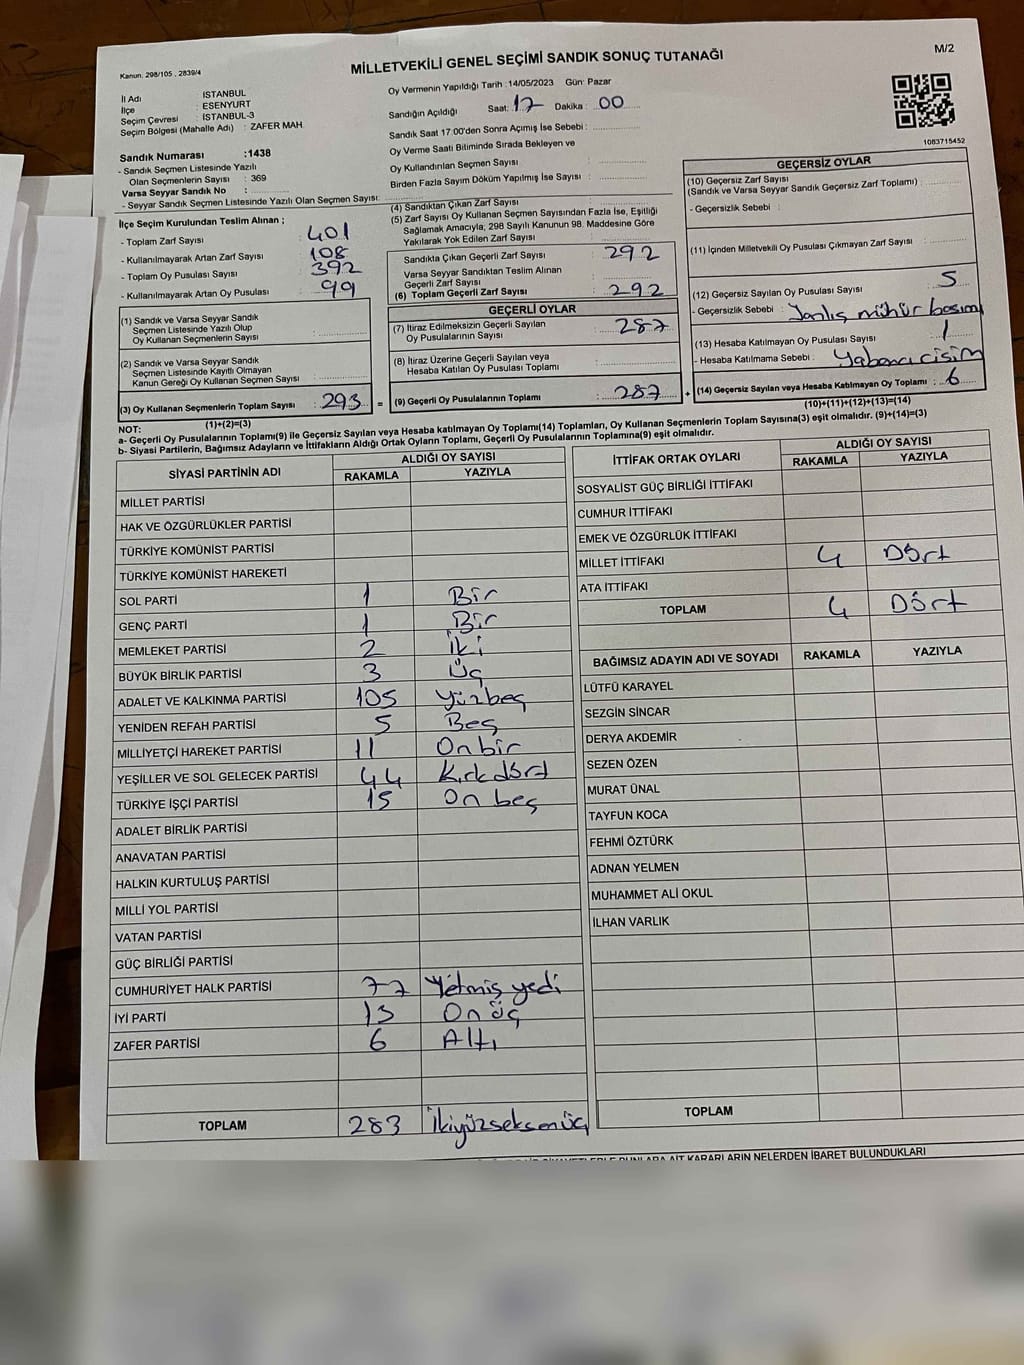 MİLLETVEKİLİ GENEL SEÇİMİ SANDIK SONUÇ TUTANAĞI
M/2
Kanun: 298/105 , 2839/4
İl Adı : İSTANBUL
İlçe : ESENYURT
Seçim Çevresi : İSTANBUL-3
Seçim Bölgesi (Mahalle Adı) : ZAFER MAH.
Sandık Numarası :1438
- Sandık Seçmen Listesinde Yazılı
Olan Seçmenlerin Sayısı : 369
Varsa Seyyar Sandık No :
- Seyyar Sandık Seçmen Listesinde Yazılı Olan Seçmen Sayısı:
Oy Vermenin Yapıldığı Tarih :14/05/2023 Gün: Pazar
Sandığın Açıldığı Saat: 17 Dakika : 00
Sandık Saat 17.00'den Sonra Açımış İse Sebebi :
Oy Verme Saati Bitiminde Sırada Bekleyen ve
Oy Kullandırılan Seçmen Sayısı :
Birden Fazla Sayım Döküm Yapılmış İse Sayısı :
1083715452
İlçe Seçim Kurulundan Teslim Alınan ;
- Toplam Zarf Sayısı : 401
- Kullanılmayarak Artan Zarf Sayısı : 108
- Toplam Oy Pusulası Sayısı : 392
- Kullanılmayarak Artan Oy Pusulası : 99
(1) Sandık ve Varsa Seyyar Sandık
Seçmen Listesinde Yazılı Olup
Oy Kullanan Seçmenlerin Sayısı :
(2) Sandık ve Varsa Seyyar Sandık
Seçmen Listesinde Kayıtlı Olmayan
Kanun Gereği Oy Kullanan Seçmen Sayısı :
(3) Oy Kullanan Seçmenlerin Toplam Sayısı : 293
(1)+(2)=(3)
(4) Sandıktan Çıkan Zarf Sayısı :
(5) Zarf Sayısı Oy Kullanan Seçmen Sayısından Fazla İse, Eşitliği
Sağlamak Amacıyla; 298 Sayılı Kanunun 98. Maddesine Göre
Yakılarak Yok Edilen Zarf Sayısı :
Sandıkta Çıkan Geçerli Zarf Sayısı : 292
Varsa Seyyar Sandıktan Teslim Alınan
Geçerli Zarf Sayısı :
(6) Toplam Geçerli Zarf Sayısı : 292
GEÇERLİ OYLAR
(7) İtiraz Edilmeksizin Geçerli Sayılan
Oy Pusulalarının Sayısı : 287
(8) İtiraz Üzerine Geçerli Sayılan veya
Hesaba Katılan Oy Pusulası Toplamı :
= (9) Geçerli Oy Pusulalarının Toplamı : 287 +
GEÇERSİZ OYLAR
(10) Geçersiz Zarf Sayısı
(Sandık ve Varsa Seyyar Sandık Geçersiz Zarf Toplamı) :
- Geçersizlik Sebebi :
(11) İçinden Milletvekili Oy Pusulası Çıkmayan Zarf Sayısı :
(12) Geçersiz Sayılan Oy Pusulası Sayısı : 5
- Geçersizlik Sebebi : Yanlış mühür basım
(13) Hesaba Katılmayan Oy Pusulası Sayısı : 1
- Hesaba Katılmama Sebebi : Yabancı cisim
(14) Geçersiz Sayılan veya Hesaba Katılmayan Oy Toplamı : 6
(10)+(11)+(12)+(13)=(14)
NOT:
a- Geçerli Oy Pusulalarının Toplamı(9) ile Geçersiz Sayılan veya Hesaba katılmayan Oy Toplamı(14) Toplamları, Oy Kullanan Seçmenlerin Toplam Sayısına(3) eşit olmalıdır. (9)+(14)=(3)
b- Siyasi Partilerin, Bağımsız Adayların ve İttifakların Aldığı Ortak Oyların Toplamı, Geçerli Oy Pusulalarının Toplamına(9) eşit olmalıdır.
SİYASİ PARTİNİN ADI ALDIĞI OY SAYISI
RAKAMLA YAZIYLA
MİLLET PARTİSİ
HAK VE ÖZGÜRLÜKLER PARTİSİ
TÜRKİYE KOMÜNİST PARTİSİ
TÜRKİYE KOMÜNİST HAREKETİ
SOL PARTİ 1 Bir
GENÇ PARTİ 1 Bir
MEMLEKET PARTİSİ 2 İki
BÜYÜK BİRLİK PARTİSİ 3 Üç
ADALET VE KALKINMA PARTİSİ 105 Yüzbeş
YENİDEN REFAH PARTİSİ 5 Beş
MİLLİYETÇİ HAREKET PARTİSİ 11 Onbir
YEŞİLLER VE SOL GELECEK PARTİSİ 44 Kırkdört
TÜRKİYE İŞÇİ PARTİSİ 15 On beş
ADALET BİRLİK PARTİSİ
ANAVATAN PARTİSİ
HALKIN KURTULUŞ PARTİSİ
MİLLİ YOL PARTİSİ
VATAN PARTİSİ
GÜÇ BİRLİĞİ PARTİSİ
CUMHURİYET HALK PARTİSİ 77 Yetmiş yedi
İYİ PARTİ 13 On üç
ZAFER PARTİSİ 6 Altı
TOPLAM 283 İkiyüzseksenüç
İTTİFAK ORTAK OYLARI ALDIĞI OY SAYISI
RAKAMLA YAZIYLA
SOSYALİST GÜÇ BİRLİĞİ İTTİFAKI
CUMHUR İTTİFAKI
EMEK VE ÖZGÜRLÜK İTTİFAKI
MİLLET İTTİFAKI 4 Dört
ATA İTTİFAKI
TOPLAM 4 Dört
BAĞIMSIZ ADAYIN ADI VE SOYADI RAKAMLA YAZIYLA
LÜTFÜ KARAYEL
SEZGİN SİNCAR
DERYA AKDEMİR
SEZEN ÖZEN
MURAT ÜNAL
TAYFUN KOCA
FEHMİ ÖZTÜRK
ADNAN YELMEN
MUHAMMET ALİ OKUL
İLHAN VARLIK
TOPLAM
KARARLARIN NELERDEN İBARET BULUNDUKLARI